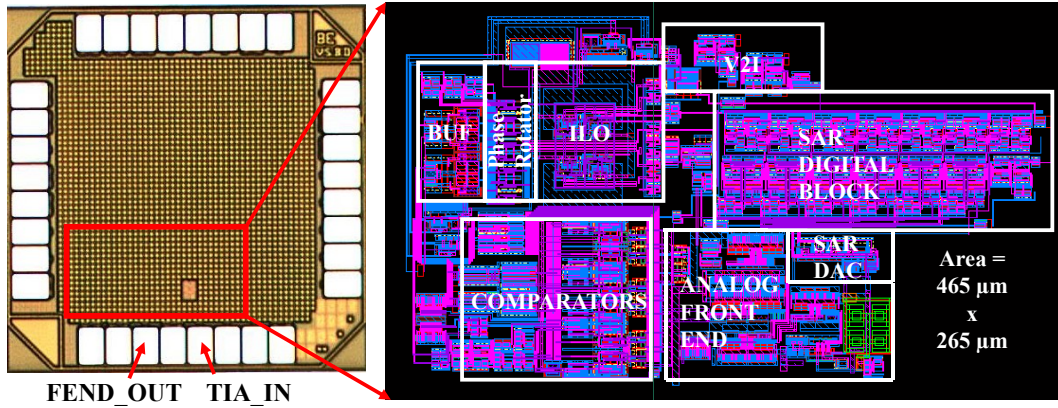 BE
V2I
BUF
Phase
Rotator
ILO
SAR
DIGITAL
BLOCK
COMPARATORS
ANALOG
FRONT
END
SAR
DAC
Area =
465 µm
x
265 µm
FEND_OUT TIA_IN